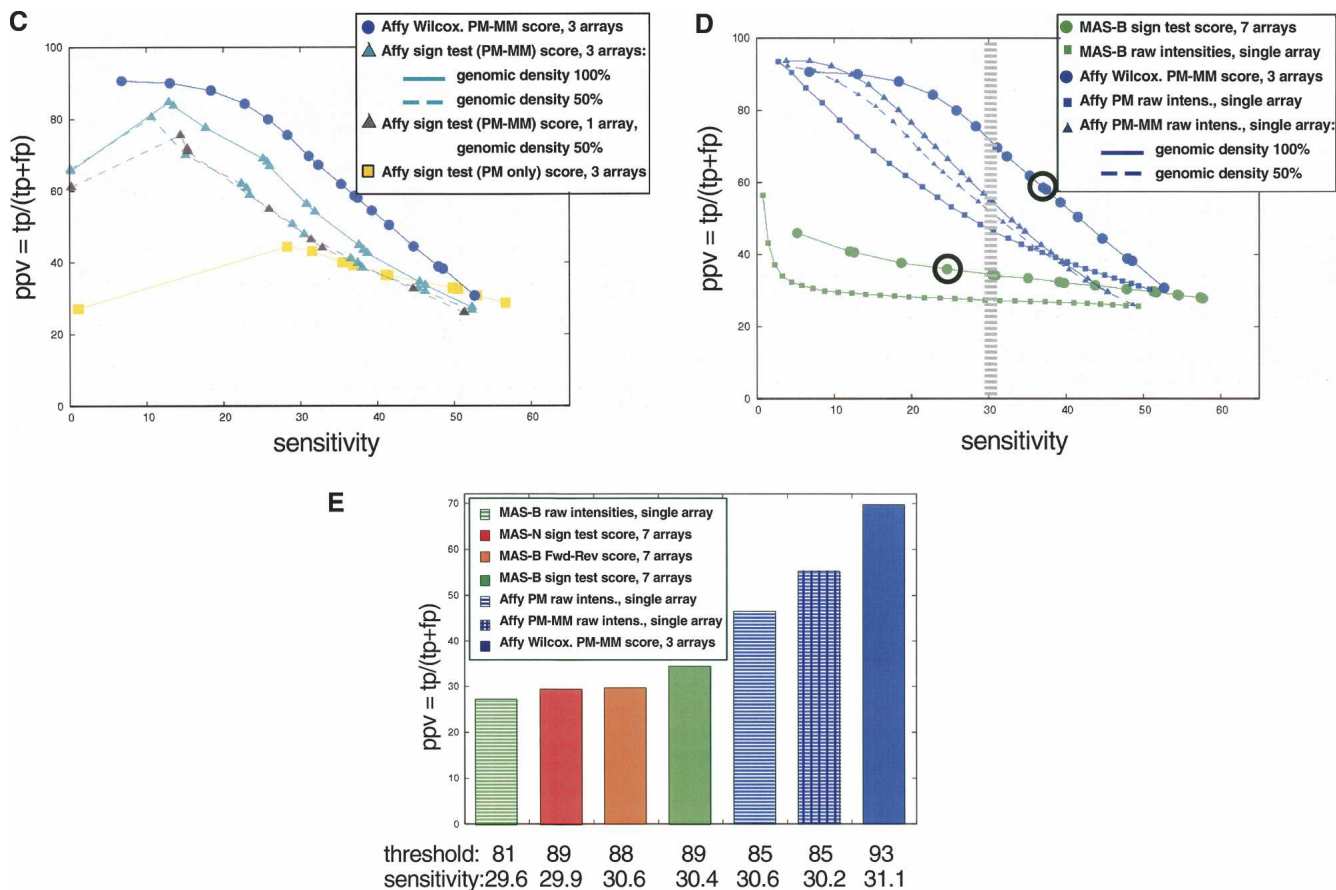 C
Affy Wilcox. PM-MM score, 3 arrays
Affy sign test (PM-MM) score, 3 arrays:
genomic density 100%
genomic density 50%
Affy sign test (PM-MM) score, 1 array,
genomic density 50%
Affy sign test (PM only) score, 3 arrays
100
80
60
40
20
0
ppv = tp/(tp+fp)
0 10 20 30 40 50 60
sensitivity
D
MAS-B sign test score, 7 arrays
MAS-B raw intensities, single array
Affy Wilcox. PM-MM score, 3 arrays
Affy PM raw intens., single array
Affy PM-MM raw intens., single array:
genomic density 100%
genomic density 50%
100
80
60
40
20
0
ppv = tp/(tp+fp)
0 10 20 30 40 50 60
sensitivity
E
MAS-B raw intensities, single array
MAS-N sign test score, 7 arrays
MAS-B Fwd-Rev score, 7 arrays
MAS-B sign test score, 7 arrays
Affy PM raw intens., single array
Affy PM-MM raw intens., single array
Affy Wilcox. PM-MM score, 3 arrays
70
60
50
40
30
20
10
0
ppv = tp/(tp+fp)
threshold: 81 89 88 89 85 85 93
sensitivity:29.6 29.9 30.6 30.4 30.6 30.2 31.1